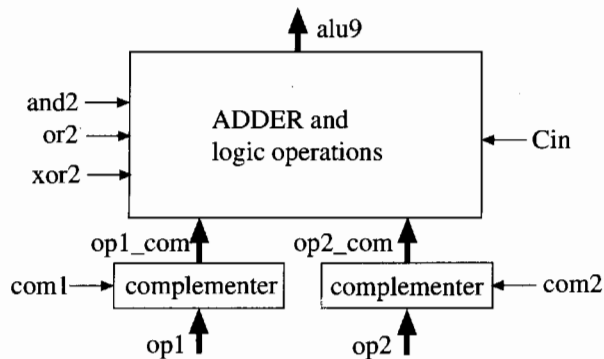 alu9
and2
or2
xor2
ADDER and
logic operations
Cin
op1_com
op2_com
com1
complementer
complementer
com2
op1
op2